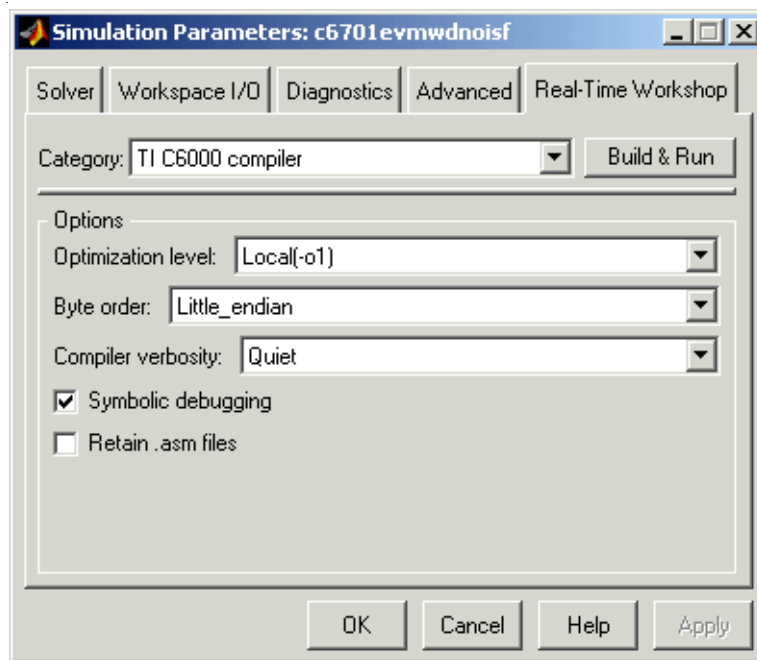 Simulation Parameters: c6701evmwdnoisf
Solver Workspace I/O Diagnostics Advanced Real-Time Workshop
Category: TI C6000 compiler Build & Run
Options
Optimization level: Local(-o1)
Byte order: Little_endian
Compiler verbosity: Quiet
Symbolic debugging
Retain .asm files
OK Cancel Help Apply